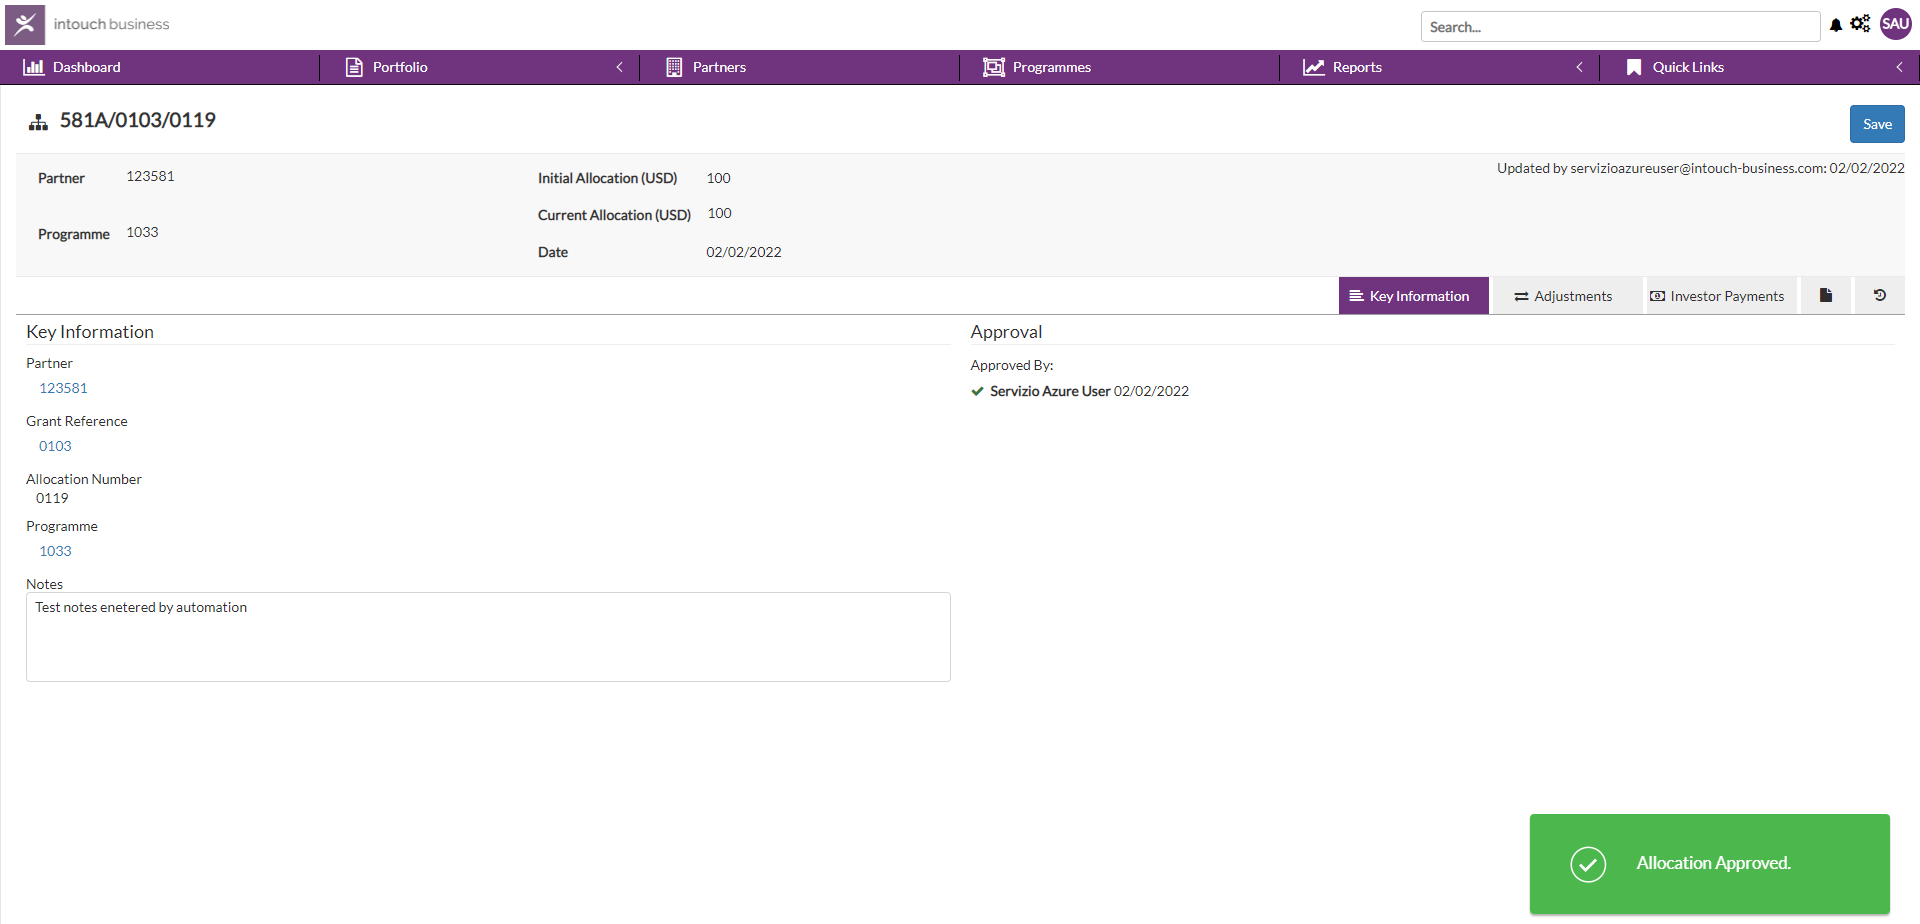 intouch business
Search...
SAU
Dashboard
Portfolio
Partners
Programmes
Reports
Quick Links
581A/0103/0119
Save
Updated by servizioazureuser@intouch-business.com: 02/02/2022
Partner 123581
Programme 1033
Initial Allocation (USD) 100
Current Allocation (USD) 100
Date 02/02/2022
Key Information
Adjustments
Investor Payments
Key Information
Partner
123581
Grant Reference
0103
Allocation Number
0119
Programme
1033
Notes
Test notes enetered by automation
Approval
Approved By:
Servizio Azure User 02/02/2022
Allocation Approved.